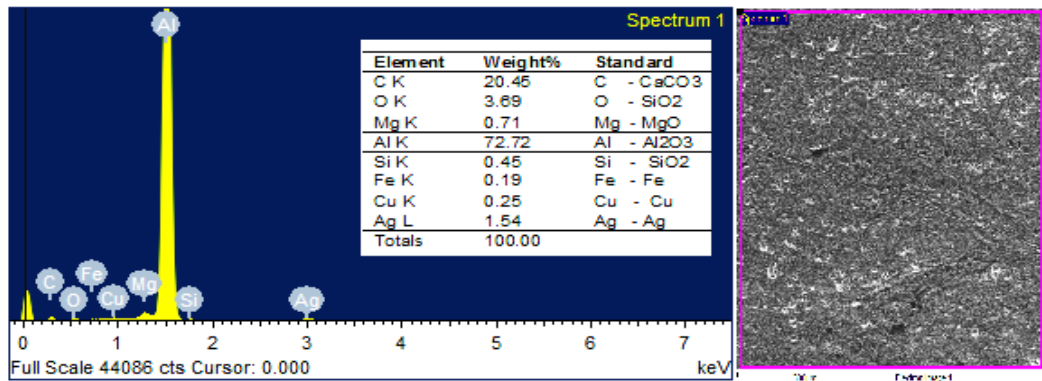 Spectrum 1
Al
Element Weight% Standard
C K 20.45 C - CaCO3
O K 3.69 O - SiO2
Mg K 0.71 Mg - MgO
Al K 72.72 Al - Al2O3
Si K 0.45 Si - SiO2
Fe K 0.19 Fe - Fe
Cu K 0.25 Cu - Cu
Ag L 1.54 Ag - Ag
Totals 100.00
C O Fe Cu Mg Si Ag
0 1 2 3 4 5 6 7
Full Scale 44086 cts Cursor: 0.000 keV